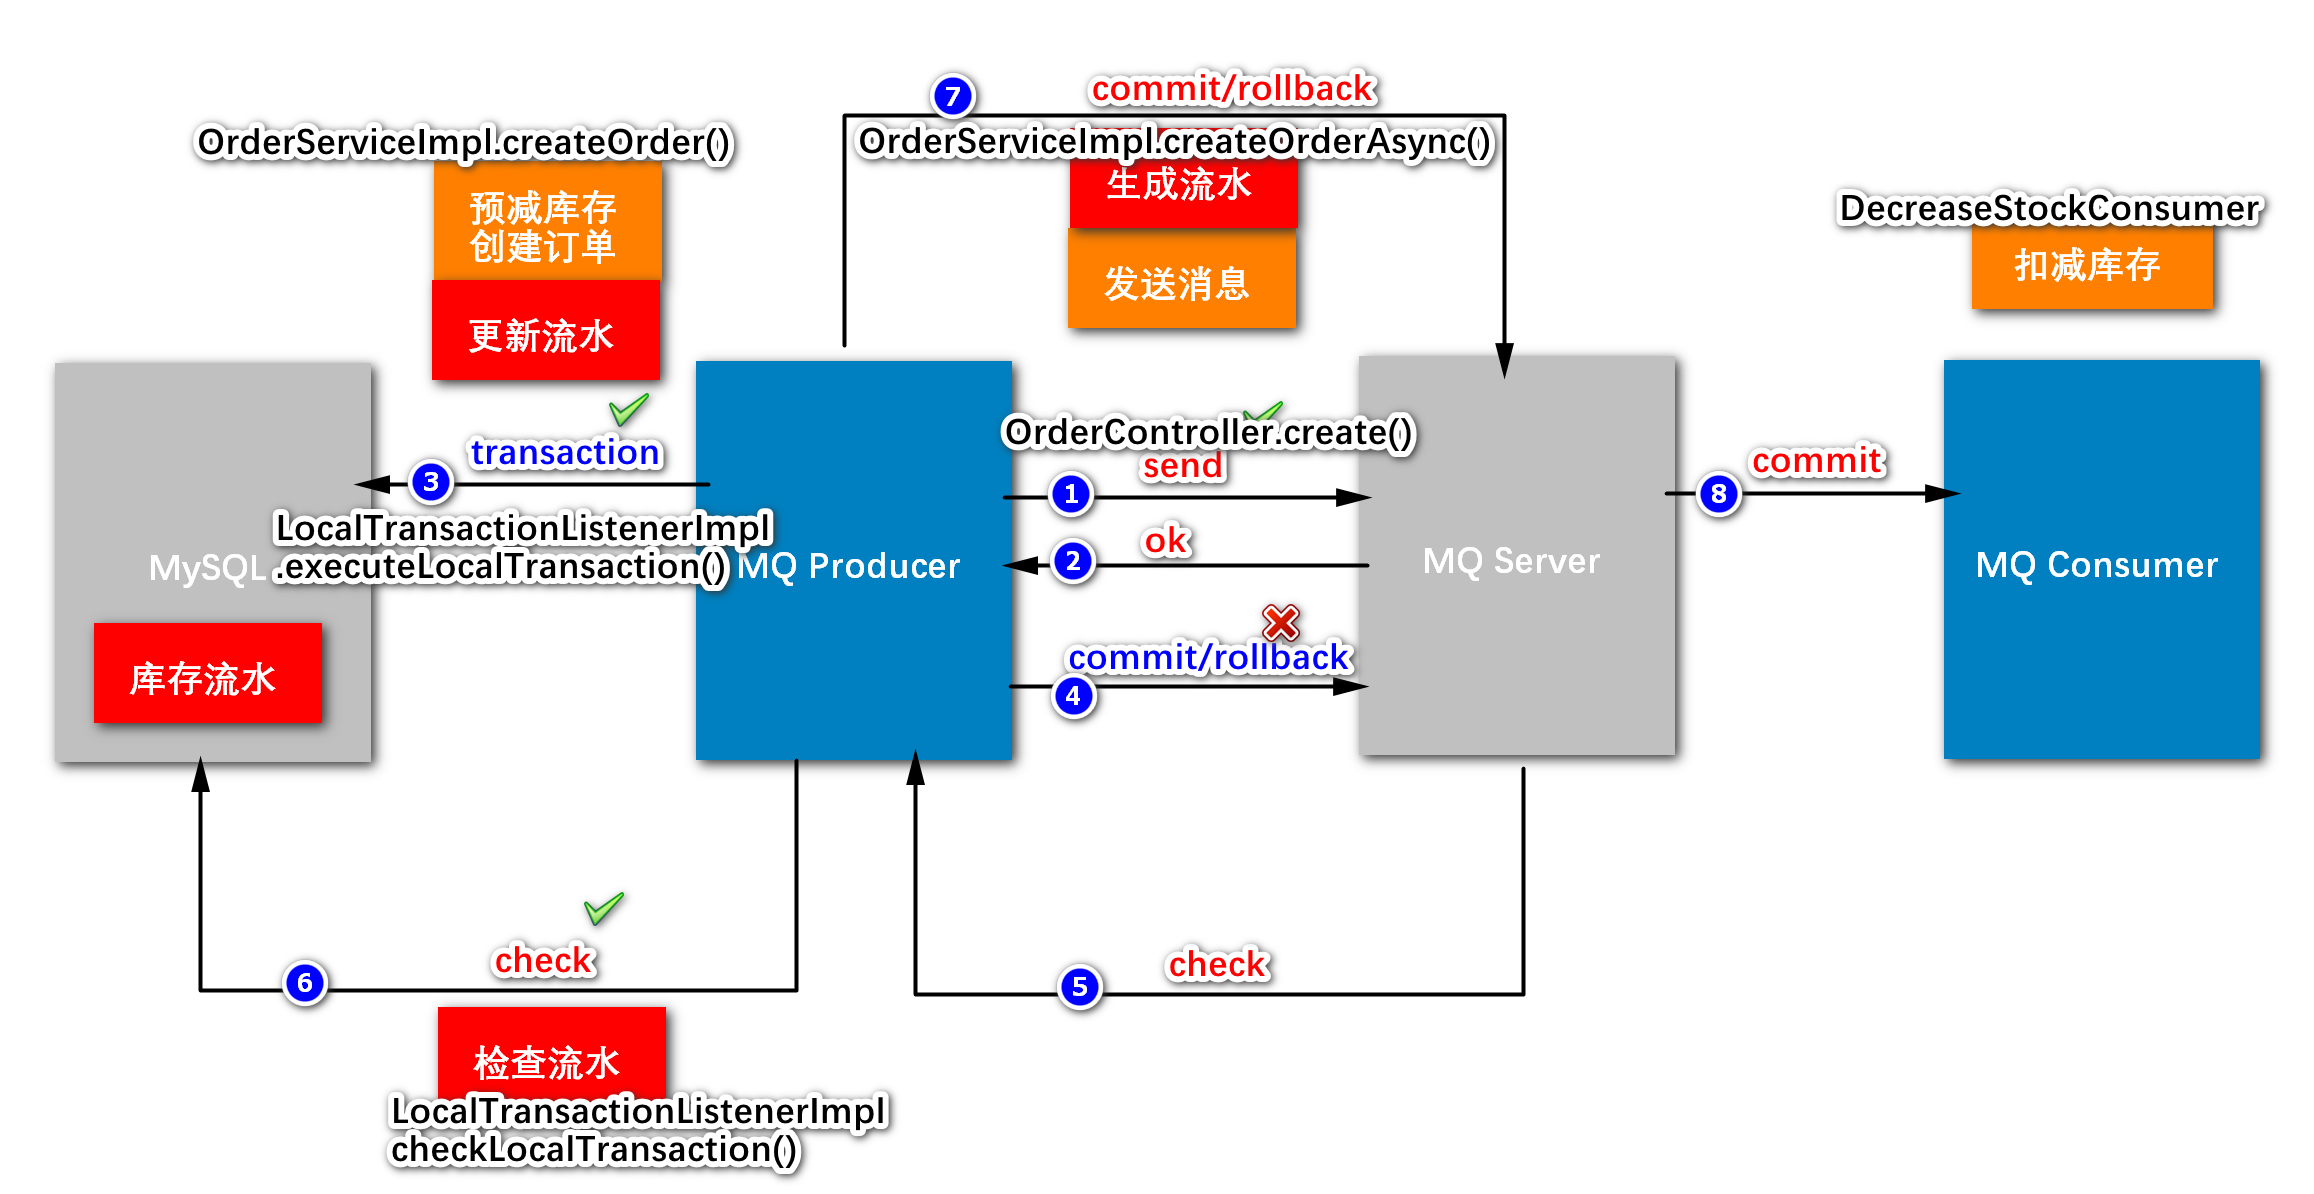 7
commit/rollback
OrderServiceImpl.createOrder()
OrderServiceImpl.createOrderAsync()
预减库存
创建订单
生成流水
DecreaseStockConsumer
发送消息
扣减库存
更新流水
transaction
3
OrderController.create()
send
1
commit
8
LocalTransactionListenerImpl
.executeLocalTransaction()
MySQL
MQ Producer
ok
2
MQ Server
MQ Consumer
库存流水
commit/rollback
4
check
6
check
5
检查流水
LocalTransactionListenerImpl
checkLocalTransaction()